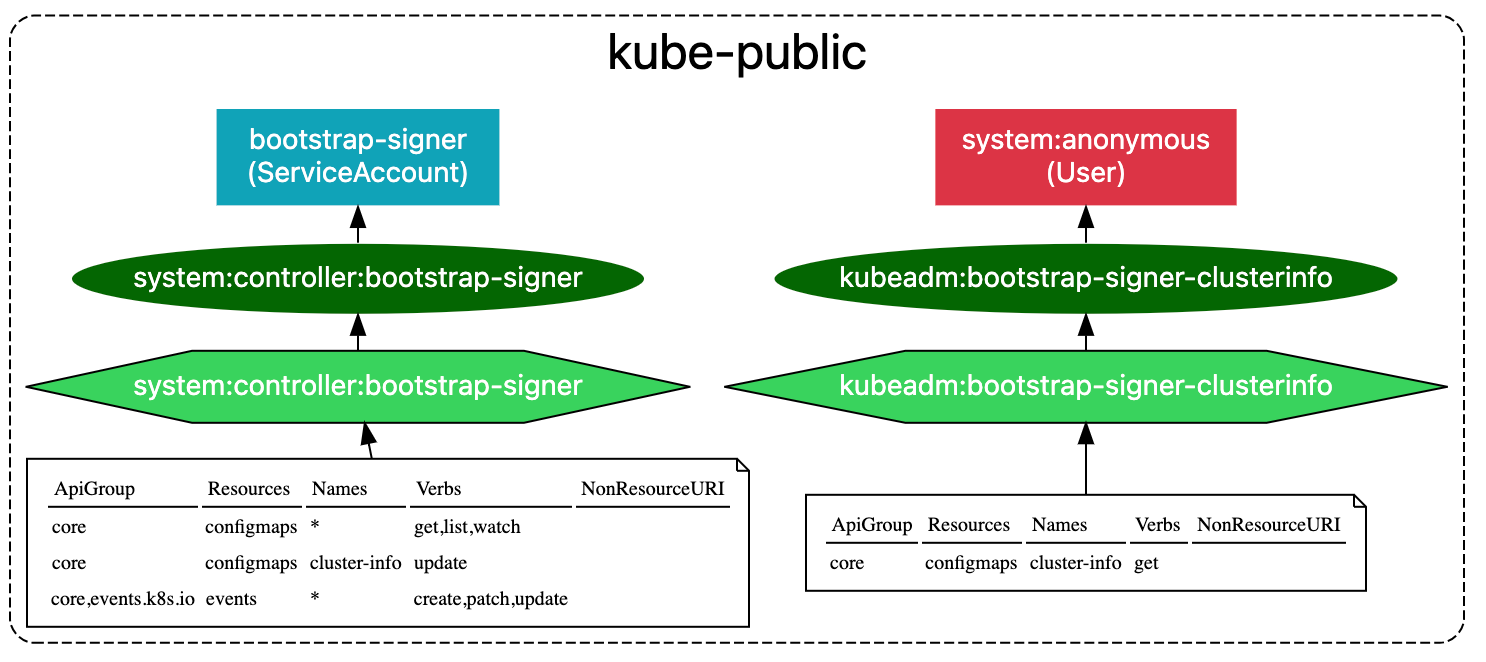 kube-public
bootstrap-signer
(ServiceAccount)
system:controller:bootstrap-signer
system:controller:bootstrap-signer
ApiGroup Resources Names Verbs NonResourceURI
core configmaps * get,list,watch
core configmaps cluster-info update
core,events.k8s.io events * create,patch,update
system:anonymous
(User)
kubeadm:bootstrap-signer-clusterinfo
kubeadm:bootstrap-signer-clusterinfo
ApiGroup Resources Names Verbs NonResourceURI
core configmaps cluster-info get